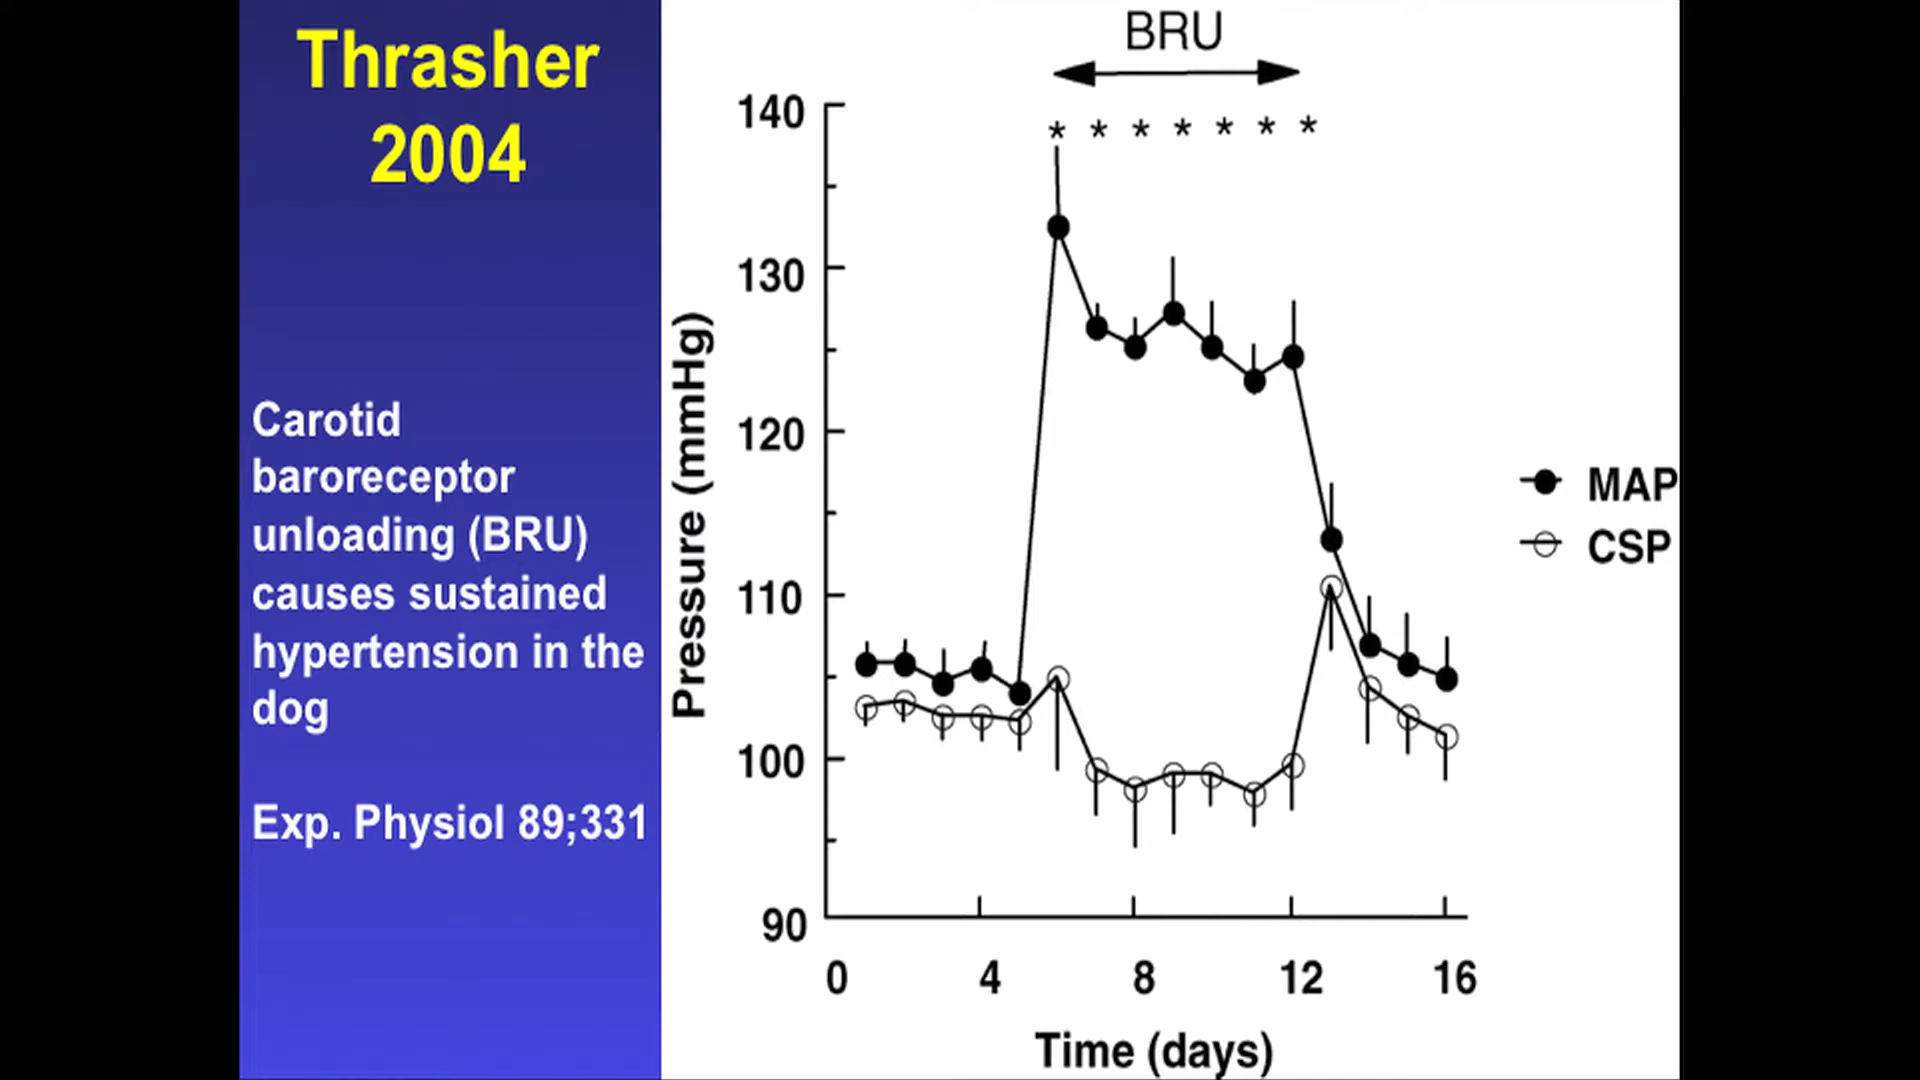 Thrasher
2004
Carotid
baroreceptor
unloading (BRU)
causes sustained
hypertension in the
dog
Exp. Physiol 89;331
BRU
* * * * * * *
140
130
120
110
100
90
Pressure (mmHg)
0 4 8 12 16
Time (days)
MAP
CSP